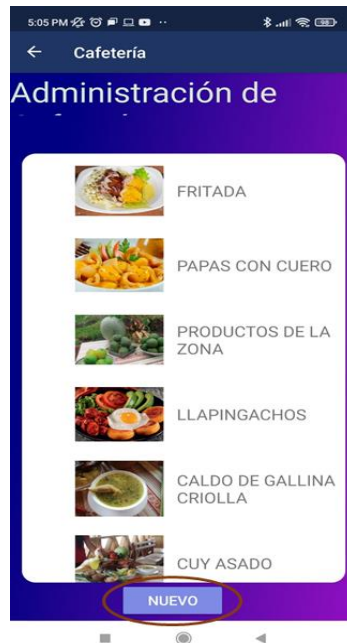 5:05 PM
Cafetería
Administración de
FRITADA
PAPAS CON CUERO
PRODUCTOS DE LA
ZONA
LLAPINGACHOS
CALDO DE GALLINA
CRIOLLA
CUY ASADO
NUEVO